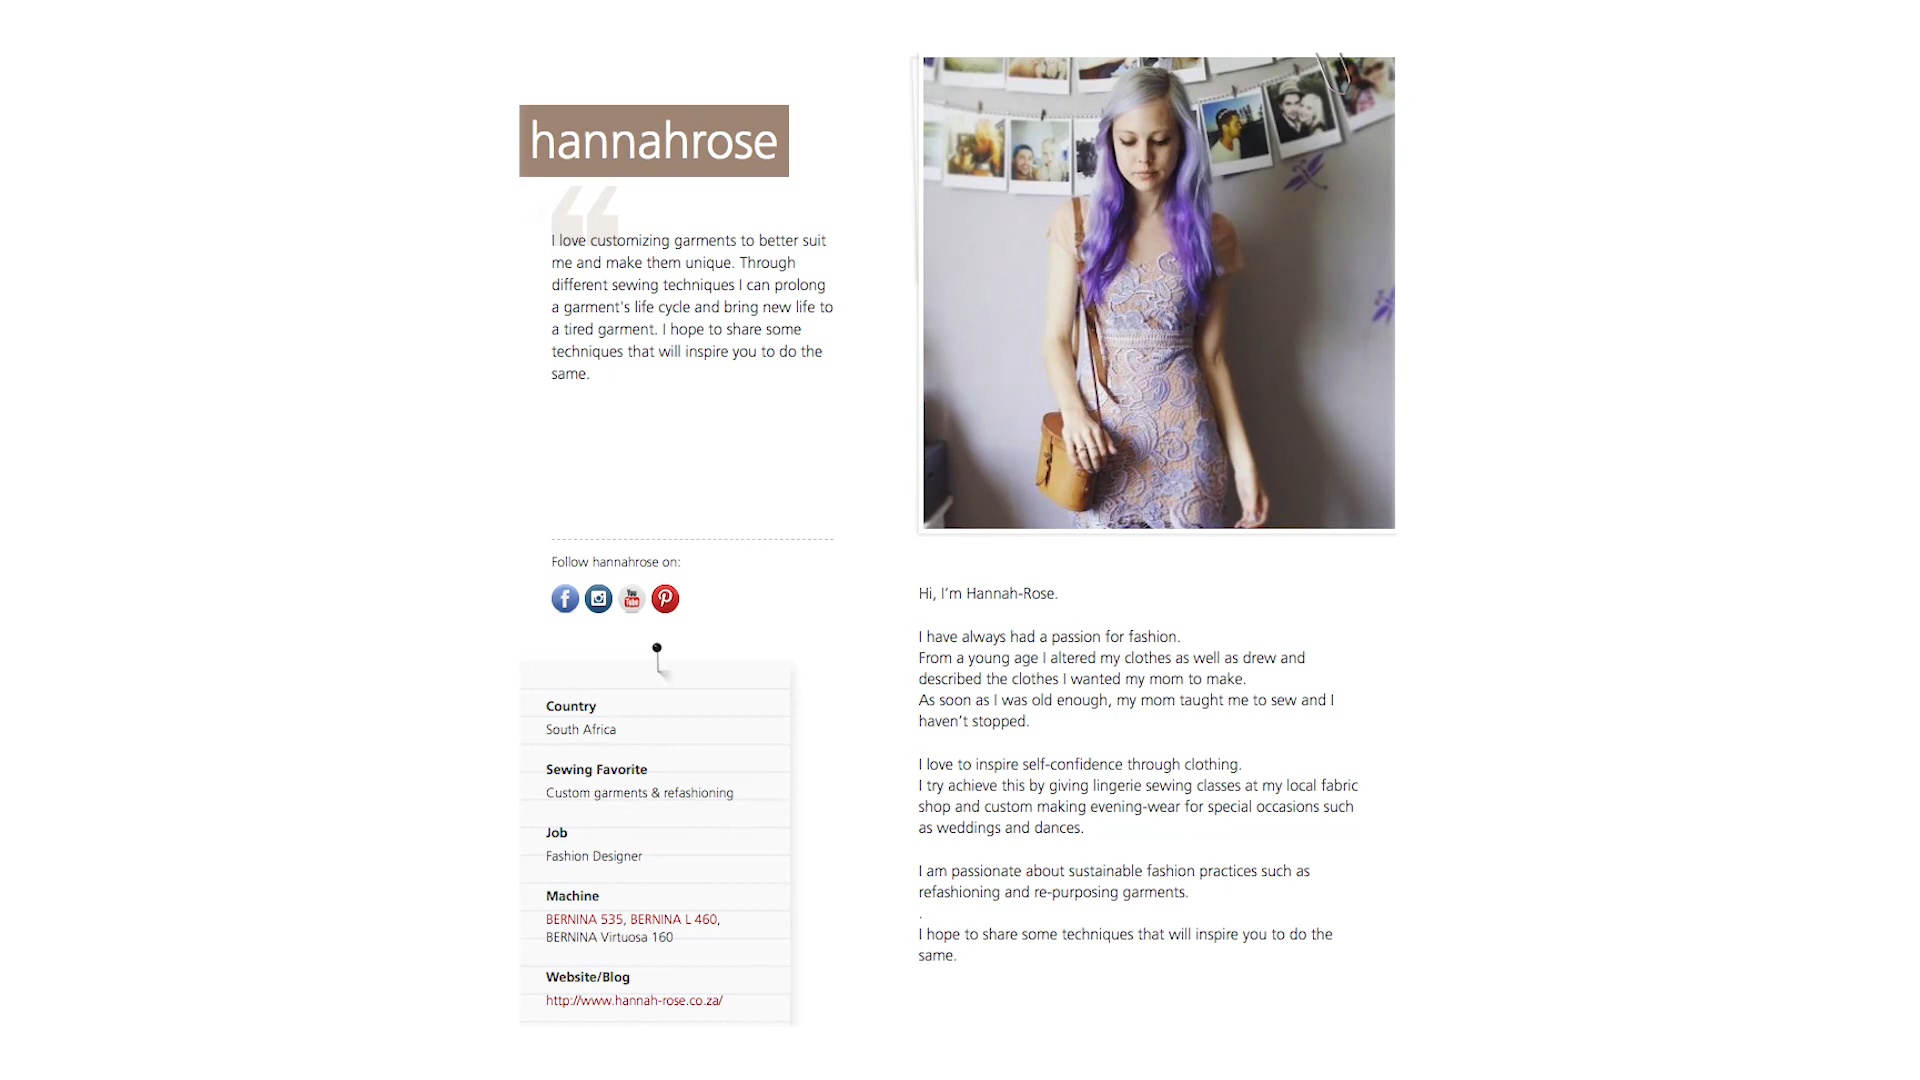 hannahrose
I love customizing garments to better suit
me and make them unique. Through
different sewing techniques I can prolong
a garment's life cycle and bring new life to
a tired garment. I hope to share some
techniques that will inspire you to do the
same.
Follow hannahrose on:
You
Tube
Country
South Africa
Sewing Favorite
Custom garments & refashioning
Job
Fashion Designer
Machine
BERNINA 535, BERNINA L 460,
BERNINA Virtuosa 160
Website/Blog
http://www.hannah-rose.co.za/
Hi, I’m Hannah-Rose.
I have always had a passion for fashion.
From a young age I altered my clothes as well as drew and
described the clothes I wanted my mom to make.
As soon as I was old enough, my mom taught me to sew and I
haven’t stopped.
I love to inspire self-confidence through clothing.
I try achieve this by giving lingerie sewing classes at my local fabric
shop and custom making evening-wear for special occasions such
as weddings and dances.
I am passionate about sustainable fashion practices such as
refashioning and re-purposing garments.
.
I hope to share some techniques that will inspire you to do the
same.